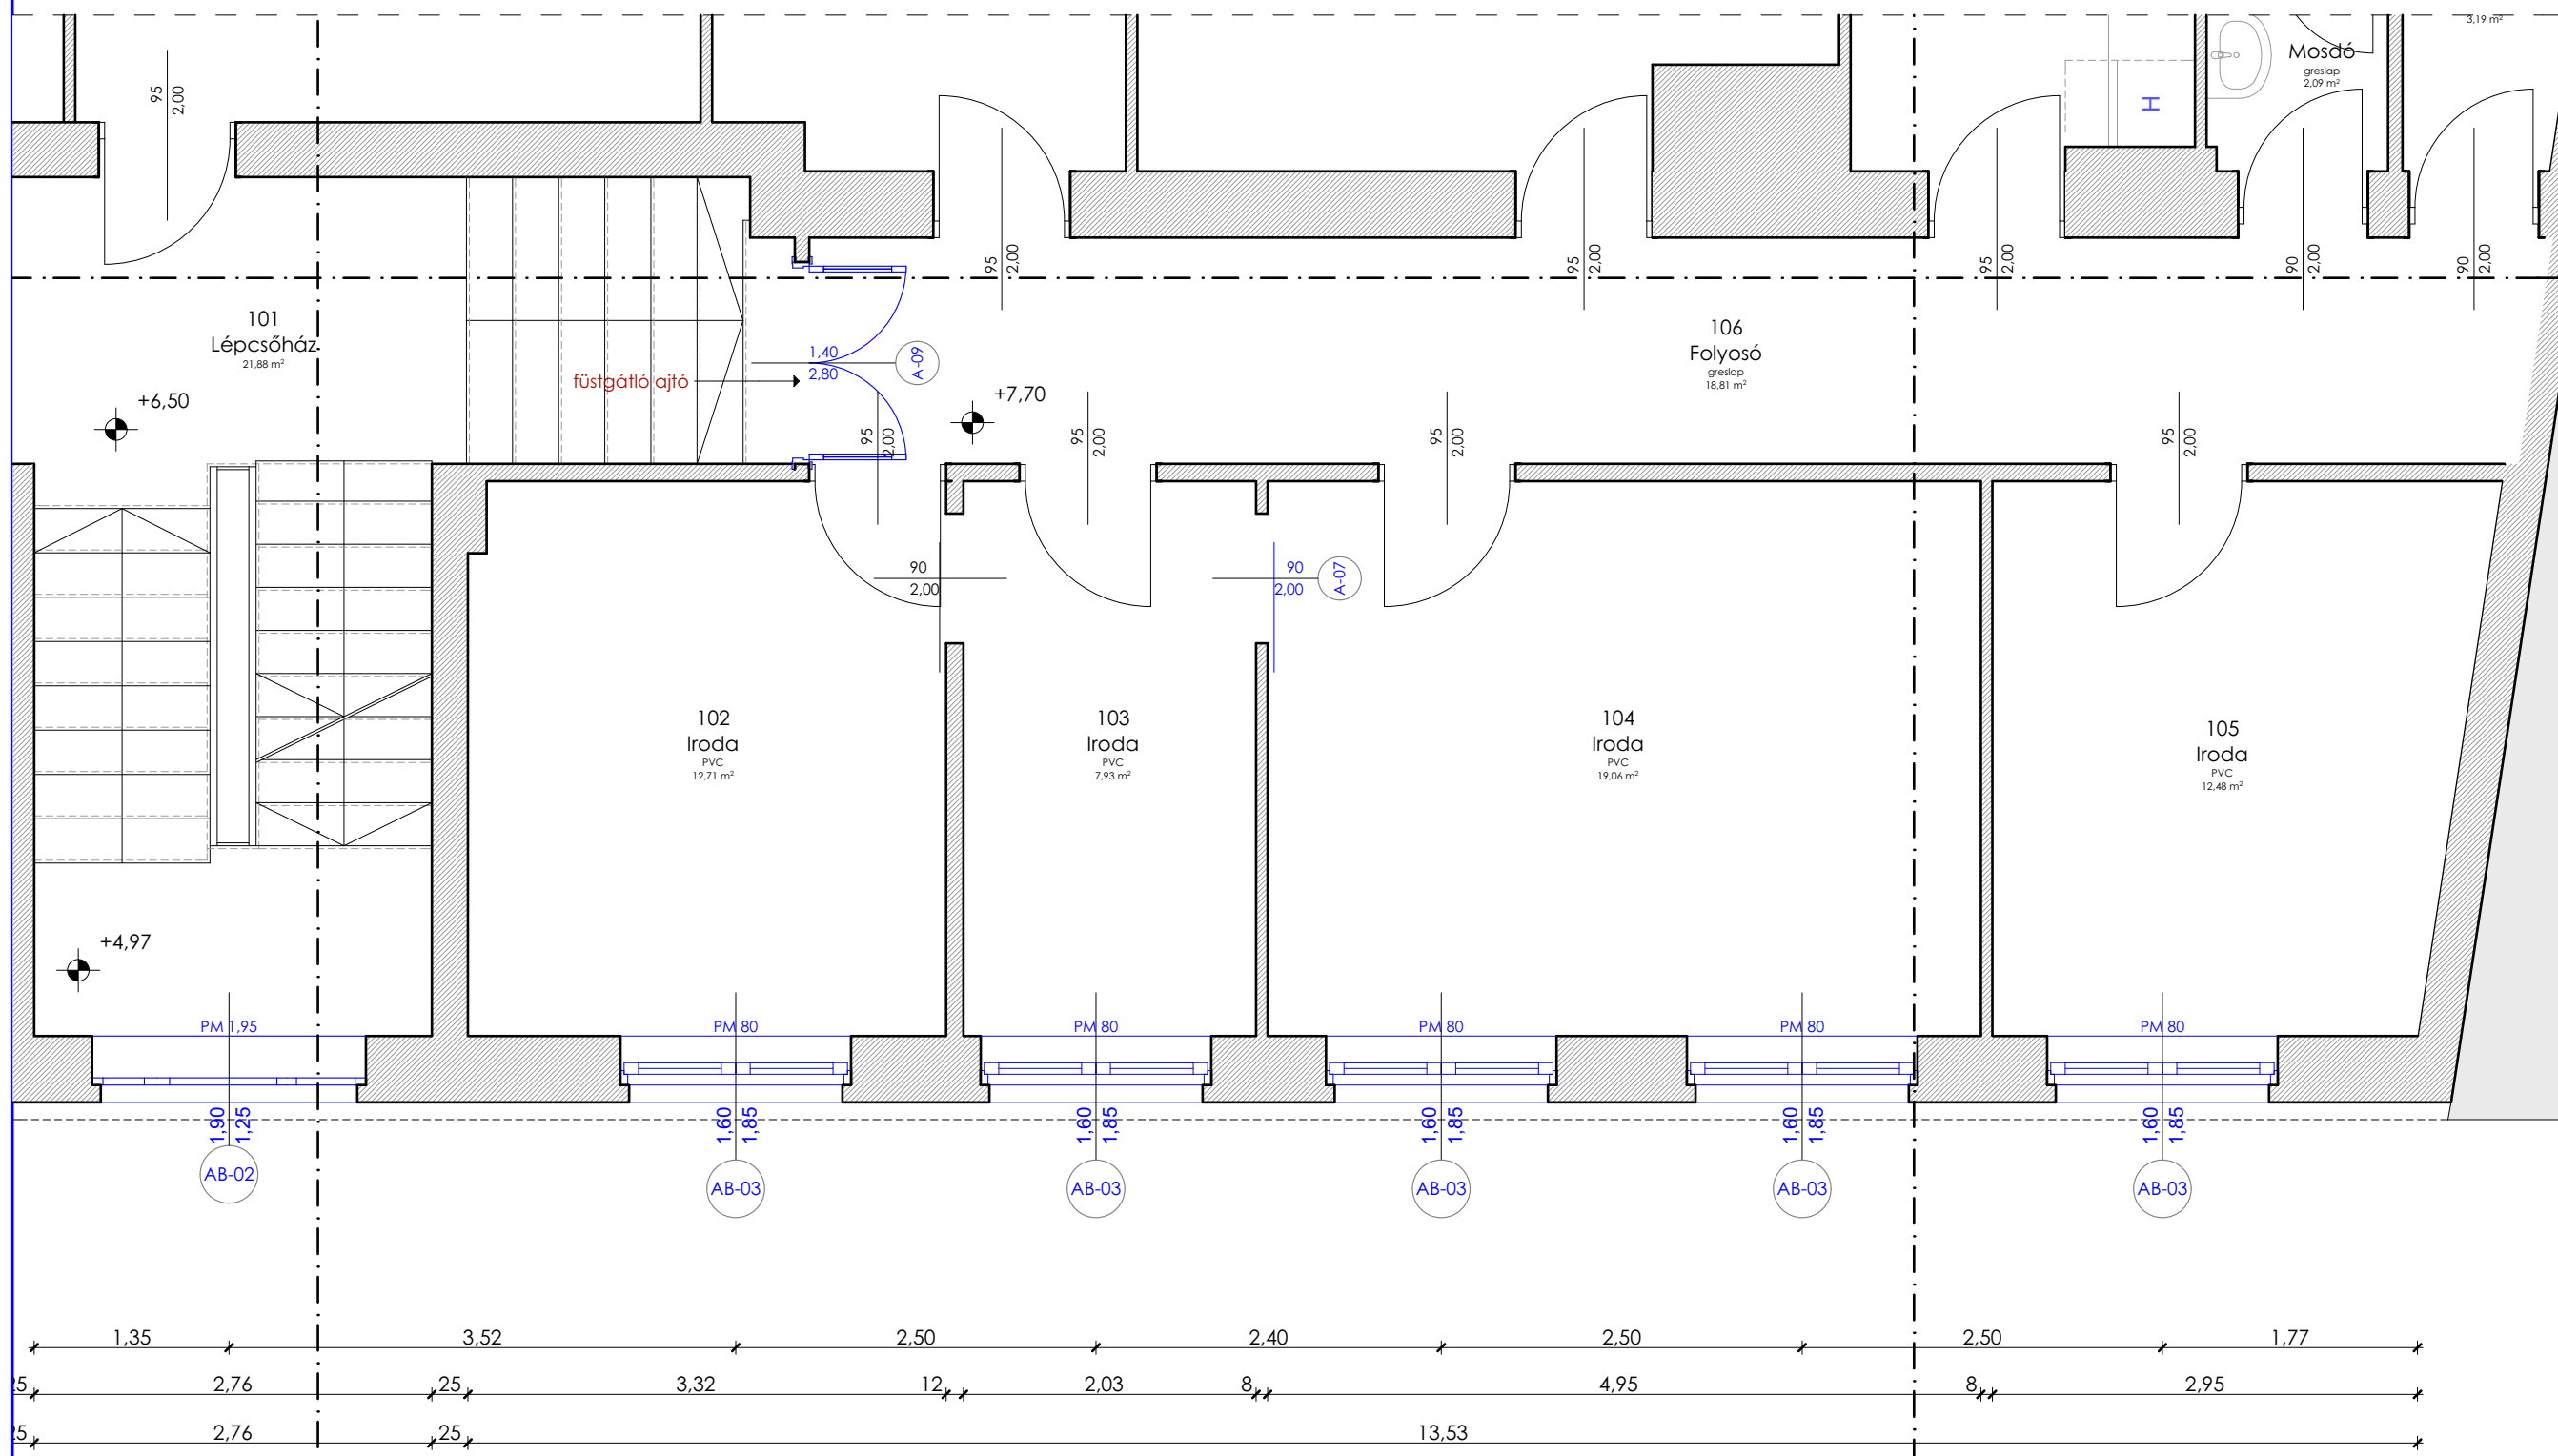 3,19 m²
Mosdó
greslap
2,09 m²
H
95
2,00
95
2,00
95
2,00
95
2,00
90
2,00
90
2,00
101
Lépcsőház
21,88 m²
106
Folyosó
greslap
18,81 m²
1,40
2,80
A-09
füstgátló ajtó
+6,50
+7,70
95
2,00
95
2,00
95
2,00
95
2,00
90
2,00
90
2,00
A-07
102
Iroda
PVC
12,71 m²
103
Iroda
PVC
7,93 m²
104
Iroda
PVC
19,06 m²
105
Iroda
PVC
12,48 m²
+4,97
PM 1,95
PM 80
PM 80
PM 80
PM 80
PM 80
1,90
1,25
1,60
1,85
1,60
1,85
1,60
1,85
1,60
1,85
1,60
1,85
AB-02
AB-03
AB-03
AB-03
AB-03
AB-03
1,35 3,52 2,50 2,40 2,50 2,50 1,77
25 2,76 25 3,32 12 2,03 8 4,95 8 2,95
25 2,76 25 13,53